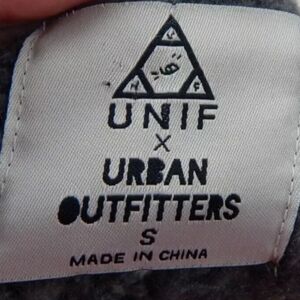 UNIF
X
URBAN
OUTFITTERS
S
MADE IN CHINA